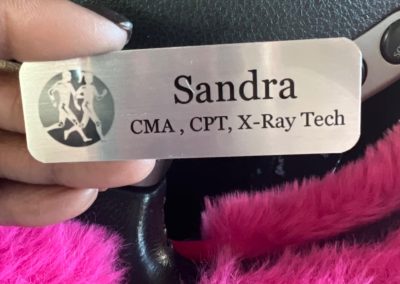 Sandra
CMA , CPT, X-Ray Tech